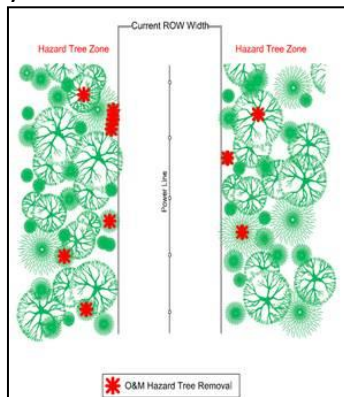 Current ROW Width
Hazard Tree Zone
Hazard Tree Zone
Power Line
O&M Hazard Tree Removal